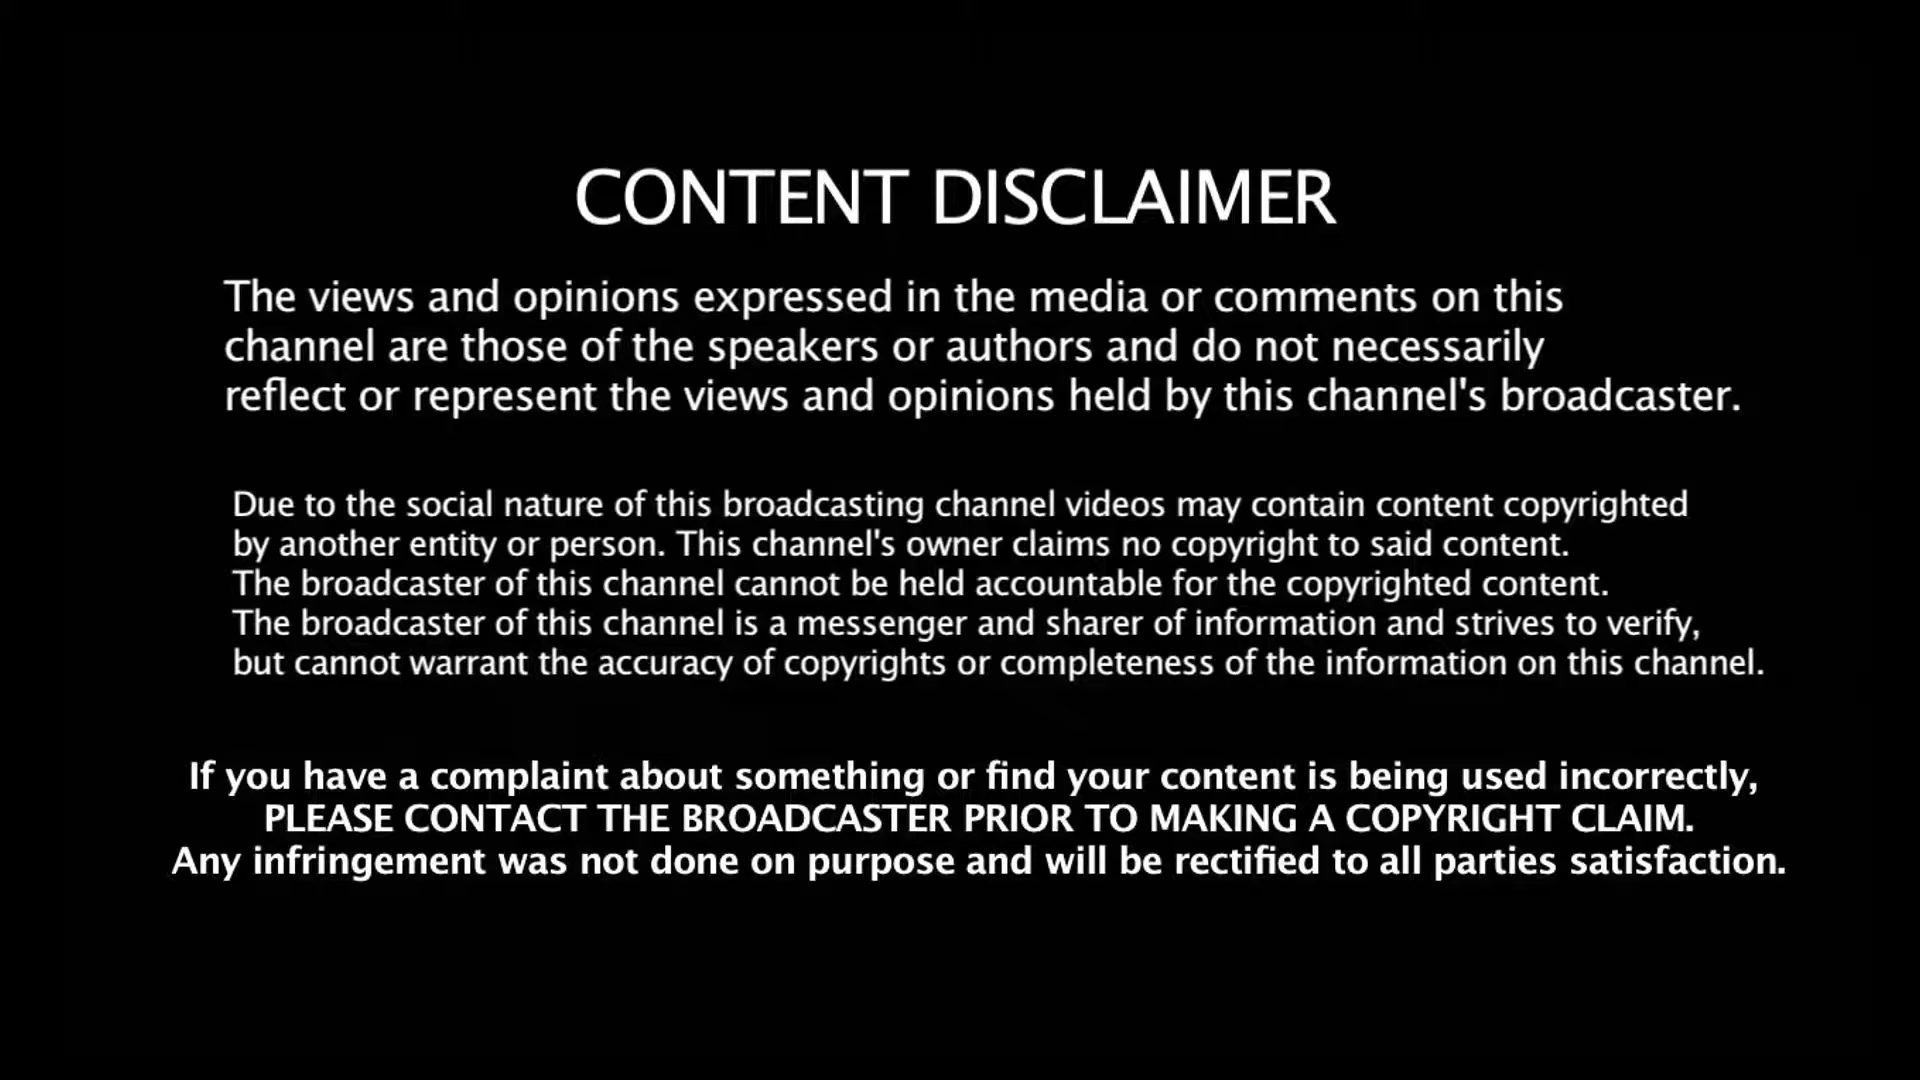 CONTENT DISCLAIMER
The views and opinions expressed in the media or comments on this
channel are those of the speakers or authors and do not necessarily
reflect or represent the views and opinions held by this channel's broadcaster.
Due to the social nature of this broadcasting channel videos may contain content copyrighted
by another entity or person. This channel's owner claims no copyright to said content.
The broadcaster of this channel cannot be held accountable for the copyrighted content.
The broadcaster of this channel is a messenger and sharer of information and strives to verify,
but cannot warrant the accuracy of copyrights or completeness of the information on this channel.
If you have a complaint about something or find your content is being used incorrectly,
PLEASE CONTACT THE BROADCASTER PRIOR TO MAKING A COPYRIGHT CLAIM.
Any infringement was not done on purpose and will be rectified to all parties satisfaction.